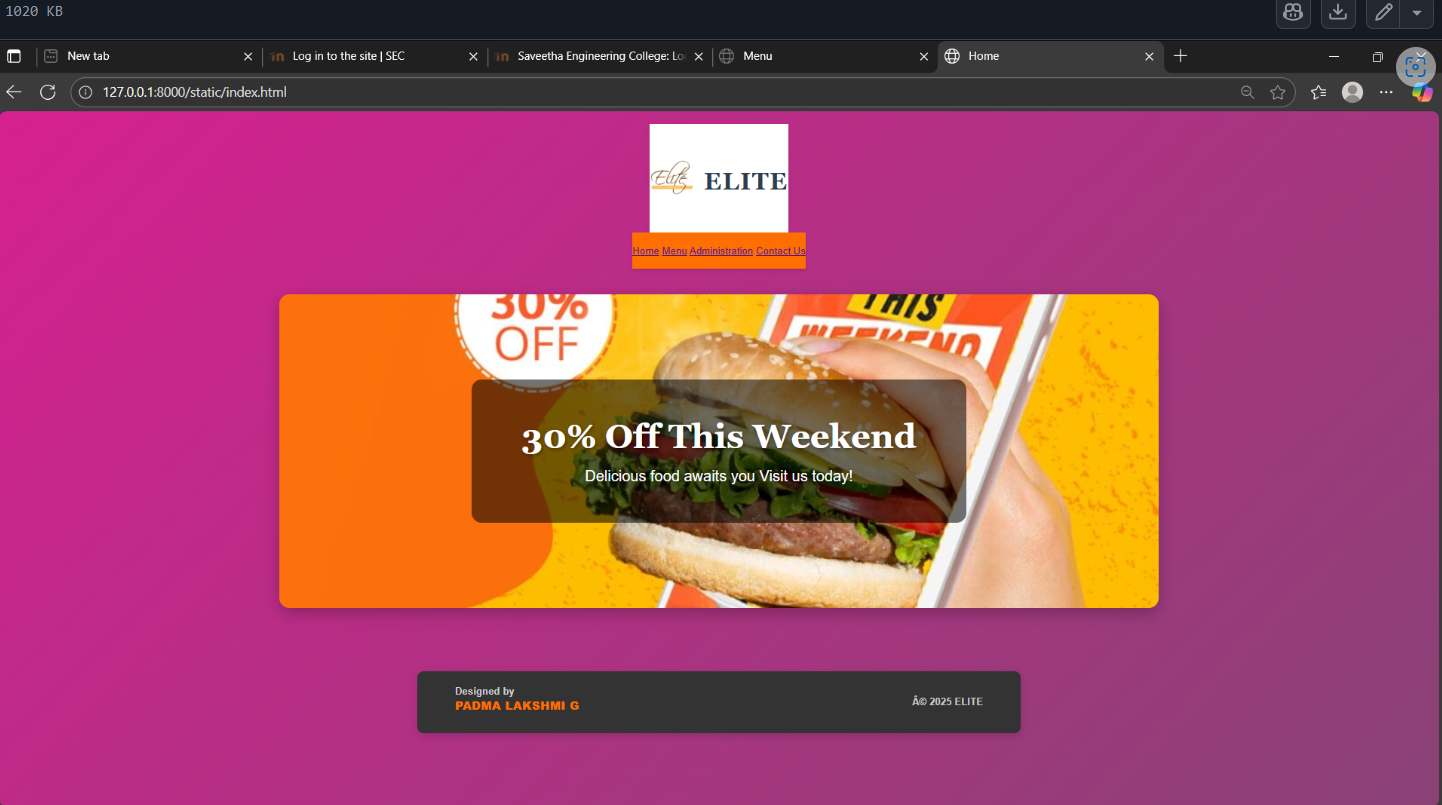 1020 KB
New tab
Log in to the site | SEC
Saveetha Engineering College: Lo
Menu
Home
127.0.0.1:8000/static/index.html
Elite ELITE
Home Menu Administration Contact Us
30%
OFF
THIS
WEEKEND
30% Off This Weekend
Delicious food awaits you Visit us today!
Designed by
PADMA LAKSHMI G
Â© 2025 ELITE